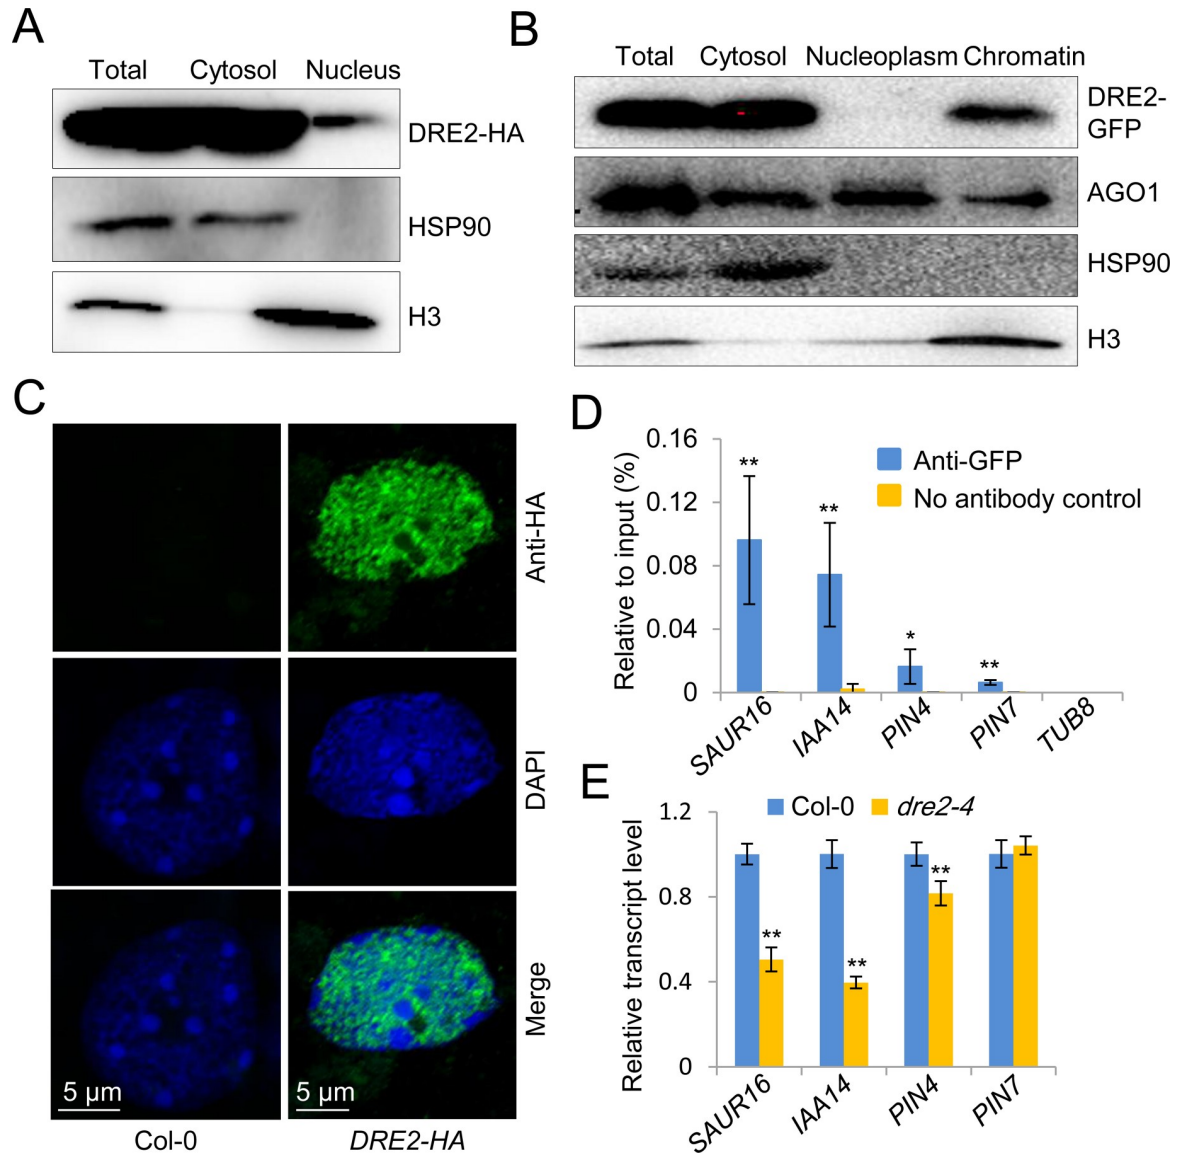 A
Total Cytosol Nucleus
DRE2-HA
HSP90
H3
B
Total Cytosol Nucleoplasm Chromatin
DRE2-
GFP
AGO1
HSP90
H3
C
Anti-HA
DAPI
Merge
5 µm
5 µm
Col-0
DRE2-HA
D
Relative to input (%)
0.16
0.12
0.08
0.04
0
Anti-GFP
No antibody control
**
**
*
**
SAUR16
IAA14
PIN4
PIN7
TUB8
E
Relative transcript level
Col-0 dre2-4
1.2
0.8
0.4
0
**
**
**
SAUR16
IAA14
PIN4
PIN7